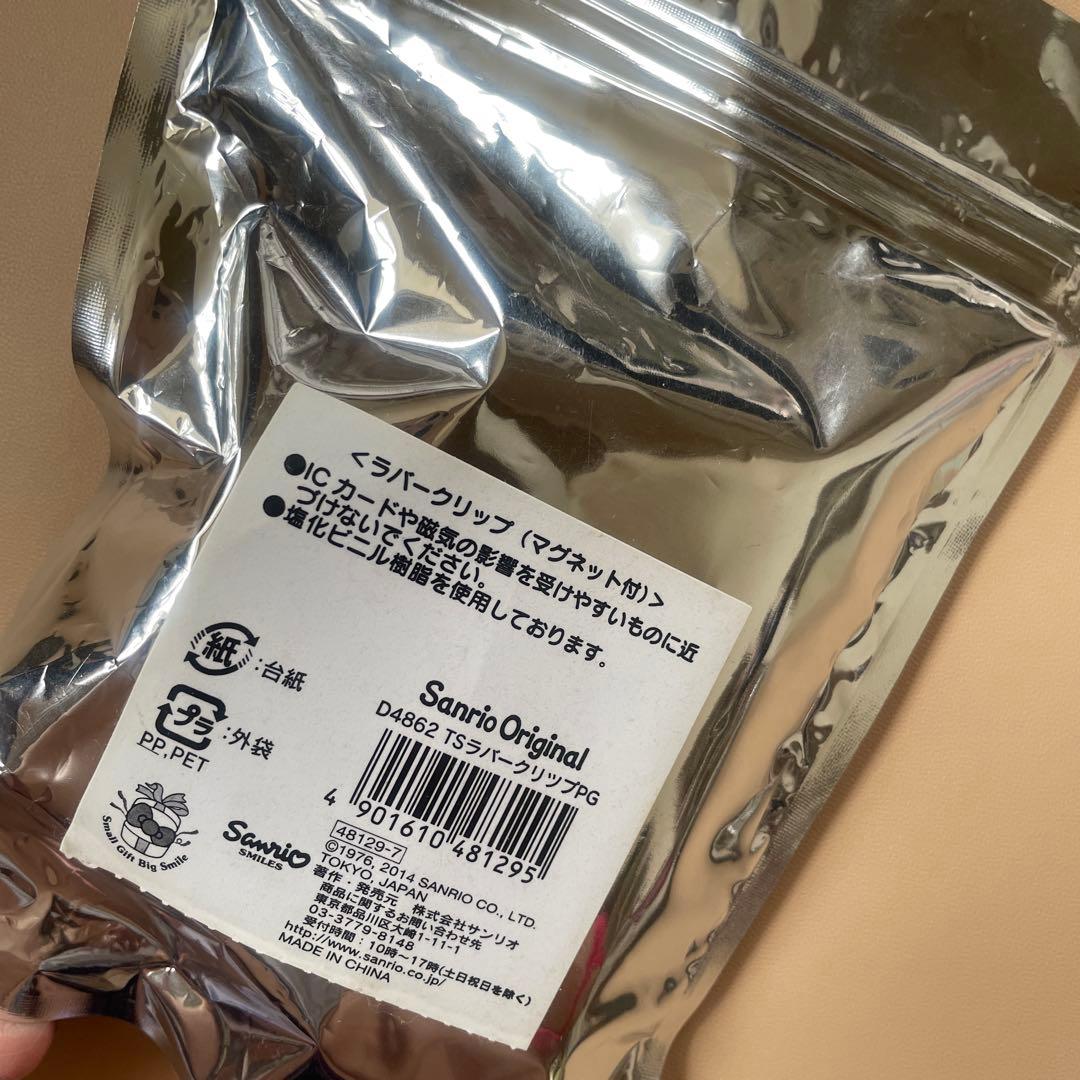 ＜ラバークリップ（マグネット付）＞
●ICカードや磁気の影響を受けやすいものに近
づけないでください。
●塩化ビニル樹脂を使用しております。
紙:台紙
プラ:外袋
PP,PET
Small Gift Big Smile
Sanrio
SMILES
Sanrio Original
D4862 TSラバークリップPG
4 901610 481295
48129-7
©1976, 2014 SANRIO CO., LTD.
TOKYO, JAPAN
著作・発売元 株式会社サンリオ
商品に関するお問い合わせ先
東京都品川区大崎1-11-1
03-3779-8148
受付時間：10時〜17時(土日祝日を除く)
http://www.sanrio.co.jp/
MADE IN CHINA